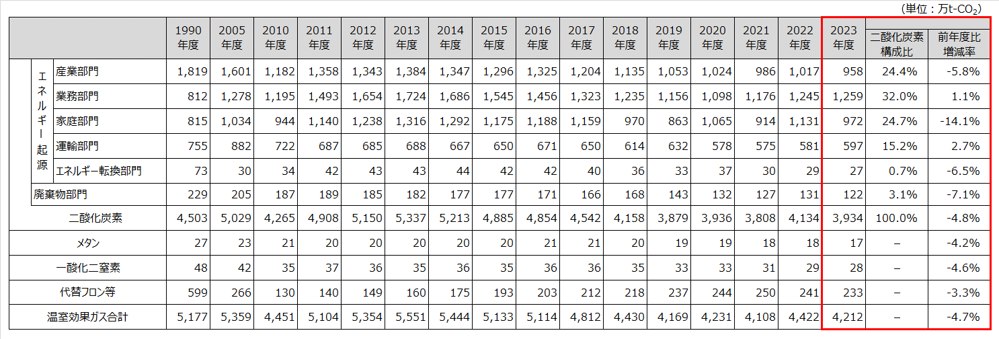 （単位：万t-CO₂）
1990年度 2005年度 2010年度 2011年度 2012年度 2013年度 2014年度 2015年度 2016年度 2017年度 2018年度 2019年度 2020年度 2021年度 2022年度 2023年度 二酸化炭素構成比 前年度比増減率
エネルギー起源
産業部門 1,819 1,601 1,182 1,358 1,343 1,384 1,347 1,296 1,325 1,204 1,135 1,053 1,024 986 1,017 958 24.4% -5.8%
業務部門 812 1,278 1,195 1,493 1,654 1,724 1,686 1,545 1,456 1,323 1,235 1,156 1,098 1,176 1,245 1,259 32.0% 1.1%
家庭部門 815 1,034 944 1,140 1,238 1,316 1,292 1,175 1,188 1,159 970 863 1,065 914 1,131 972 24.7% -14.1%
運輸部門 755 882 722 687 685 688 667 650 671 650 614 632 578 575 581 597 15.2% 2.7%
エネルギー転換部門 73 30 34 42 43 43 44 42 42 40 36 33 37 30 29 27 0.7% -6.5%
廃棄物部門 229 205 187 189 185 182 177 177 171 166 168 143 132 127 131 122 3.1% -7.1%
二酸化炭素 4,503 5,029 4,265 4,908 5,150 5,337 5,213 4,885 4,854 4,542 4,158 3,879 3,936 3,808 4,134 3,934 100.0% -4.8%
メタン 27 23 21 20 20 20 20 20 21 21 20 19 19 18 18 17 – -4.2%
一酸化二窒素 48 42 35 37 36 35 36 35 36 36 35 33 33 31 29 28 – -4.6%
代替フロン等 599 266 130 140 149 160 175 193 203 212 218 237 244 250 241 233 – -3.3%
温室効果ガス合計 5,177 5,359 4,451 5,104 5,354 5,551 5,444 5,133 5,114 4,812 4,430 4,169 4,231 4,108 4,422 4,212 – -4.7%